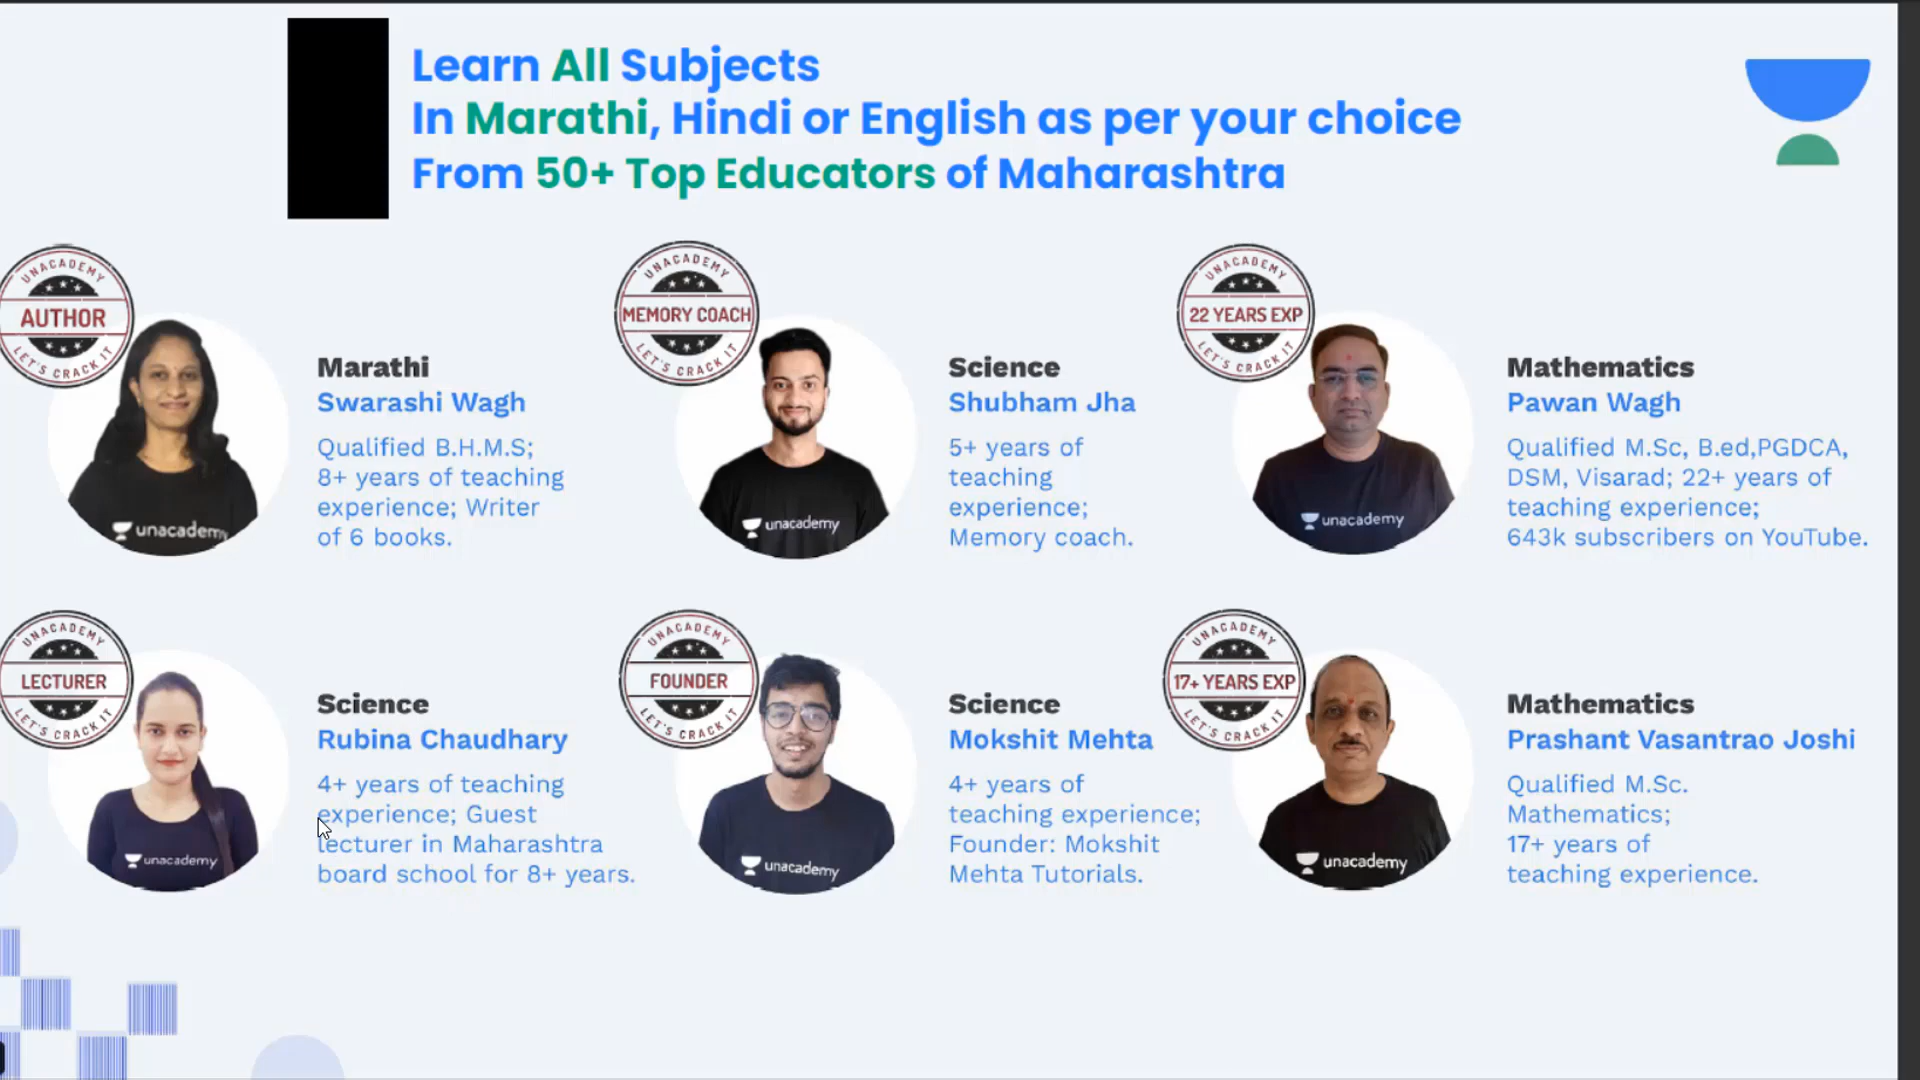 Learn All Subjects
In Marathi, Hindi or English as per your choice
From 50+ Top Educators of Maharashtra
UNACADEMY
AUTHOR
LET'S CRACK IT
unacademy
Marathi
Swarashi Wagh
Qualified B.H.M.S;
8+ years of teaching
experience; Writer
of 6 books.
UNACADEMY
MEMORY COACH
LET'S CRACK IT
unacademy
Science
Shubham Jha
5+ years of
teaching
experience;
Memory coach.
UNACADEMY
22 YEARS EXP
LET'S CRACK IT
unacademy
Mathematics
Pawan Wagh
Qualified M.Sc, B.ed,PGDCA,
DSM, Visarad; 22+ years of
teaching experience;
643k subscribers on YouTube.
UNACADEMY
LECTURER
LET'S CRACK IT
unacademy
Science
Rubina Chaudhary
4+ years of teaching
experience; Guest
lecturer in Maharashtra
board school for 8+ years.
UNACADEMY
FOUNDER
LET'S CRACK IT
unacademy
Science
Mokshit Mehta
4+ years of
teaching experience;
Founder: Mokshit
Mehta Tutorials.
UNACADEMY
17+ YEARS EXP
LET'S CRACK IT
unacademy
Mathematics
Prashant Vasantrao Joshi
Qualified M.Sc.
Mathematics;
17+ years of
teaching experience.